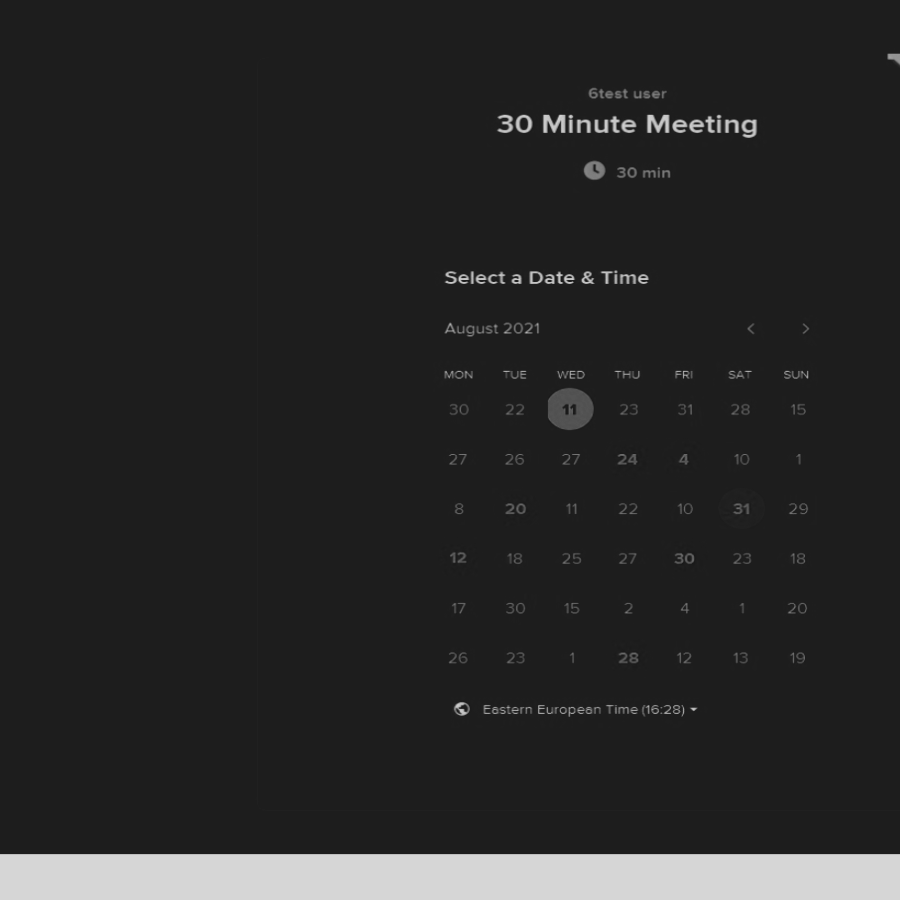 6test user
30 Minute Meeting
30 min
Select a Date & Time
August 2021
MON TUE WED THU FRI SAT SUN
30 22 11 23 31 28 15
27 26 27 24 4 10 1
8 20 11 22 10 31 29
12 18 25 27 30 23 18
17 30 15 2 4 1 20
26 23 1 28 12 13 19
Eastern European Time (16:28)